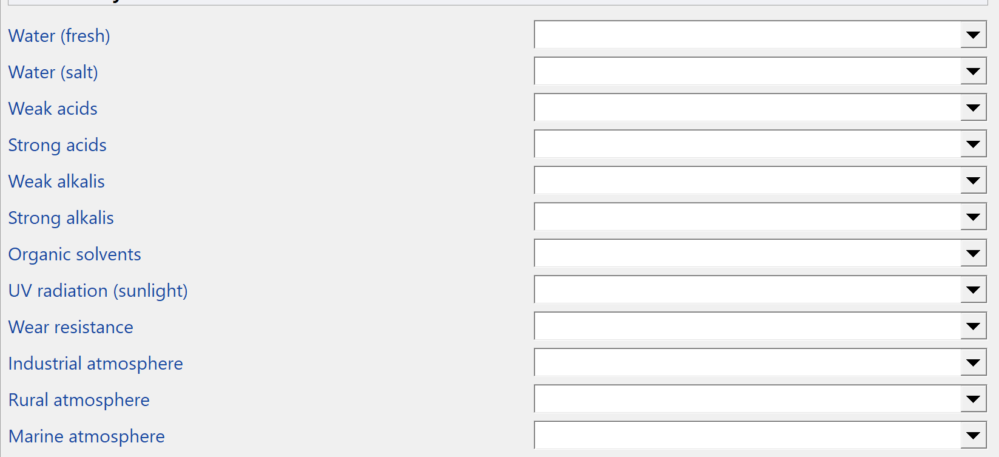 Water (fresh)
Water (salt)
Weak acids
Strong acids
Weak alkalis
Strong alkalis
Organic solvents
UV radiation (sunlight)
Wear resistance
Industrial atmosphere
Rural atmosphere
Marine atmosphere